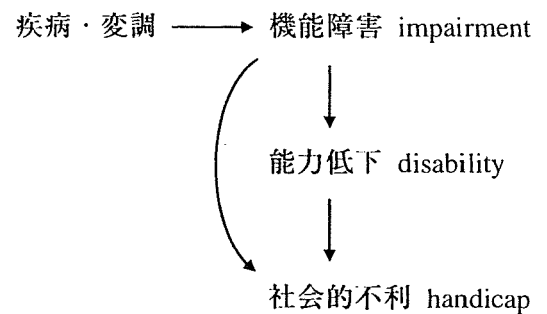 疾病・変調 機能障害 impairment
能力低下 disability
社会的不利 handicap